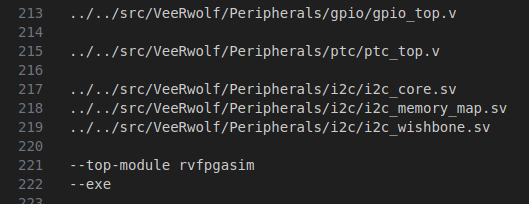 213 ../../src/VeeRwolf/Peripherals/gpio/gpio_top.v
214
215 ../../src/VeeRwolf/Peripherals/ptc/ptc_top.v
216
217 ../../src/VeeRwolf/Peripherals/i2c/i2c_core.sv
218 ../../src/VeeRwolf/Peripherals/i2c/i2c_memory_map.sv
219 ../../src/VeeRwolf/Peripherals/i2c/i2c_wishbone.sv
220
221 --top-module rvfpgasim
222 --exe
223